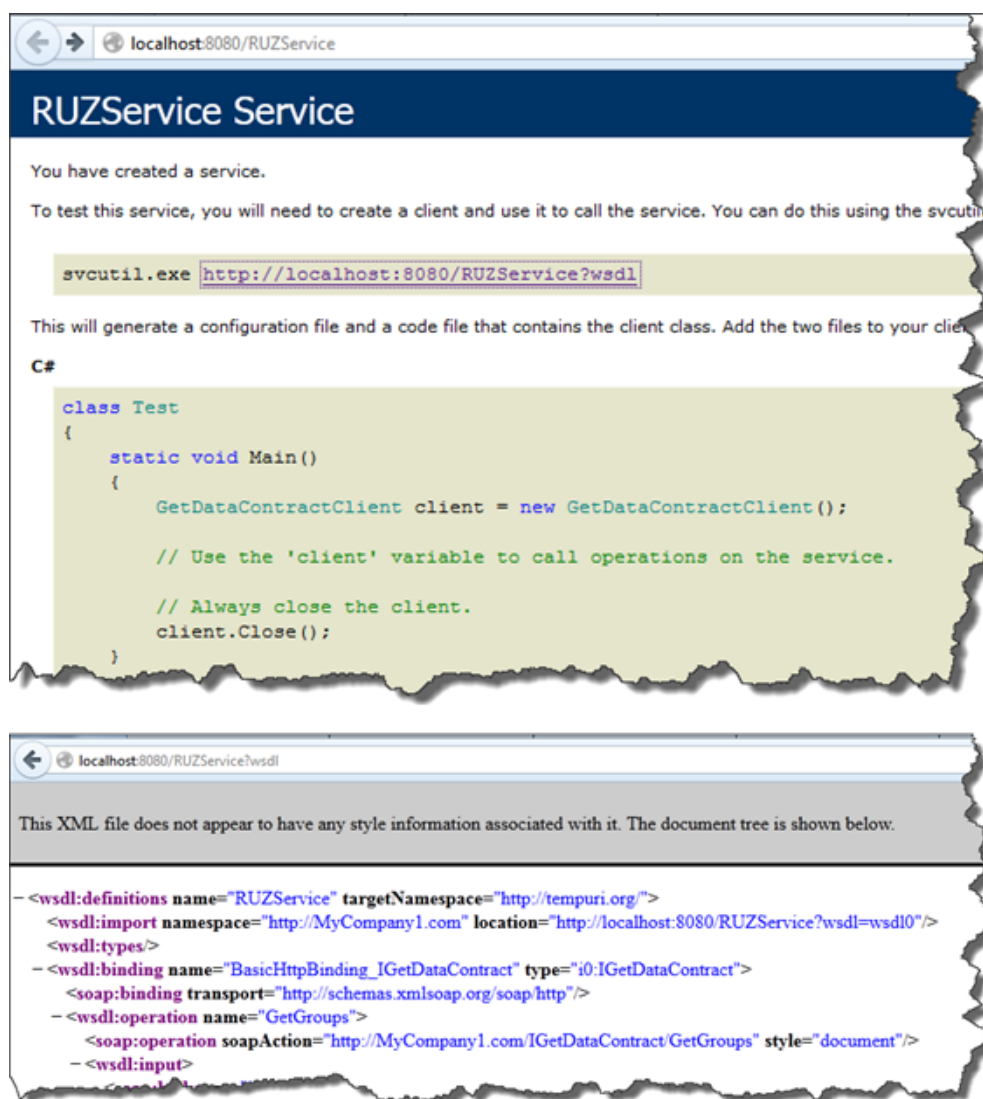 localhost:8080/RUZService
RUZService Service
You have created a service.
To test this service, you will need to create a client and use it to call the service. You can do this using the
svcutil.exe http://localhost:8080/RUZService?wsdl
This will generate a configuration file and a code file that contains the client class. Add the two files to your
C#
class Test
{
static void Main()
{
GetDataContractClient client = new GetDataContractClient();
// Use the 'client' variable to call operations on the service.
// Always close the client.
client.Close();
}
localhost:8080/RUZService?wsdl
This XML file does not appear to have any style information associated with it. The document tree is shown below.
−<wsdl:definitions name="RUZService" targetNamespace="http://tempuri.org/">
<wsdl:import namespace="http://MyCompany1.com" location="http://localhost:8080/RUZService?wsdl=wsdl0"/>
<wsdl:types/>
−<wsdl:binding name="BasicHttpBinding_IGetDataContract" type="i0:IGetDataContract">
<soap:binding transport="http://schemas.xmlsoap.org/soap/http"/>
−<wsdl:operation name="GetGroups">
<soap:operation soapAction="http://MyCompany1.com/IGetDataContract/GetGroups" style="document"/>
−<wsdl:input>